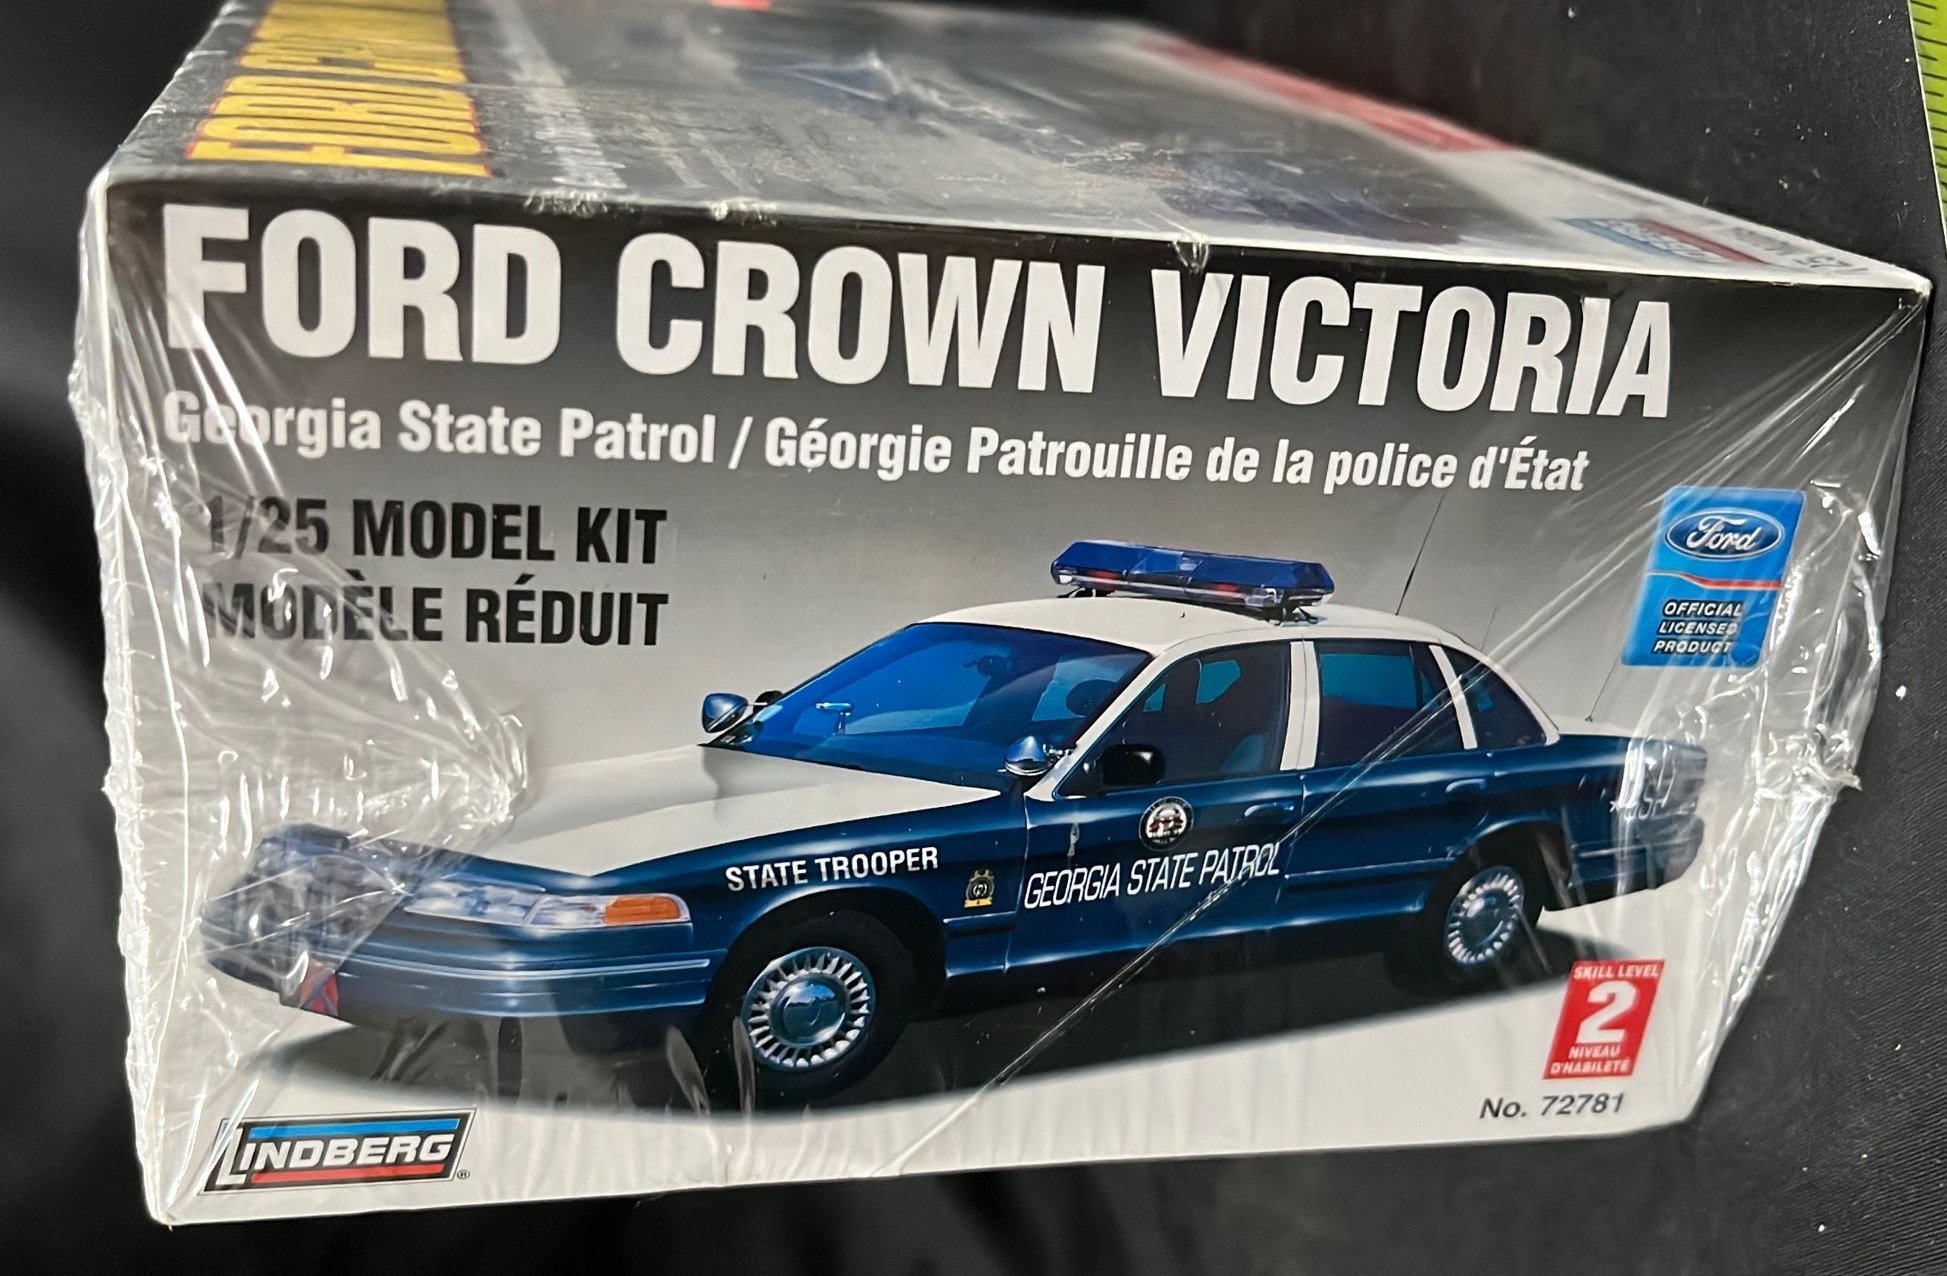 FORD
FORD CROWN VICTORIA
Georgia State Patrol / Géorgie Patrouille de la police d'État
1/25 MODEL KIT
MODÈLE RÉDUIT
Ford
OFFICIAL
LICENSED
PRODUCT
STATE TROOPER
GEORGIA STATE PATROL
SKILL LEVEL
2
NIVEAU
D'HABILETÉ
No. 72781
LINDBERG®